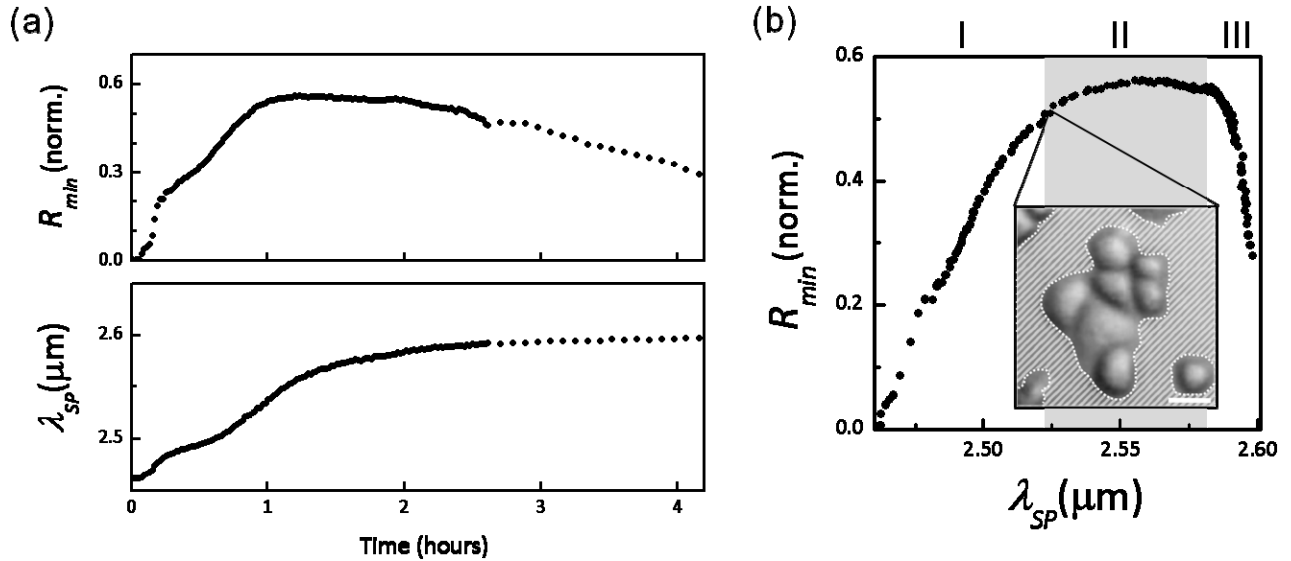 (a)
R_min (norm.)
0.6
0.3
0.0
λ_SP (μm)
2.6
2.5
0 1 2 3 4
Time (hours)
(b)
I II III
R_min (norm.)
0.6
0.4
0.2
0.0
2.50 2.55 2.60
λ_SP (μm)